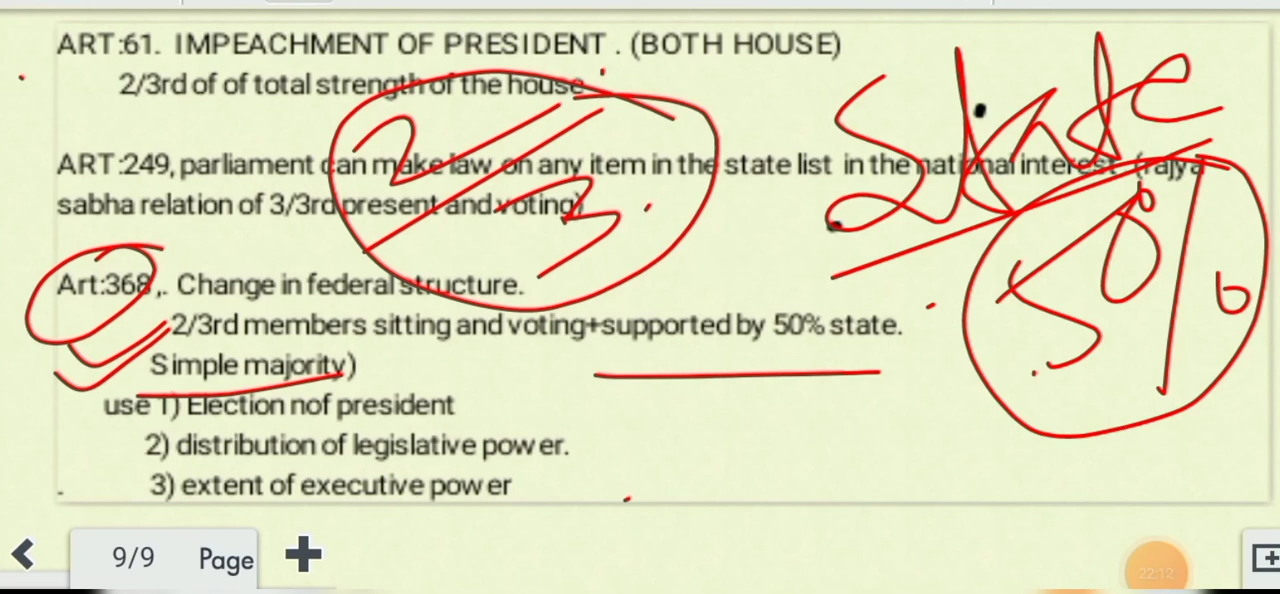 ART:61. IMPEACHMENT OF PRESIDENT . (BOTH HOUSE)
2/3rd of of total strength of the house
ART:249, parliament can make law on any item in the state list in the national interest (rajya
sabha relation of 3/3rd present and voting)
Art:368,. Change in federal structure.
2/3rd members sitting and voting+supported by 50% state.
Simple majority)
use 1) Election nof president
2) distribution of legislative power.
3) extent of executive power
2/3
State
50%
9/9 Page
22:12